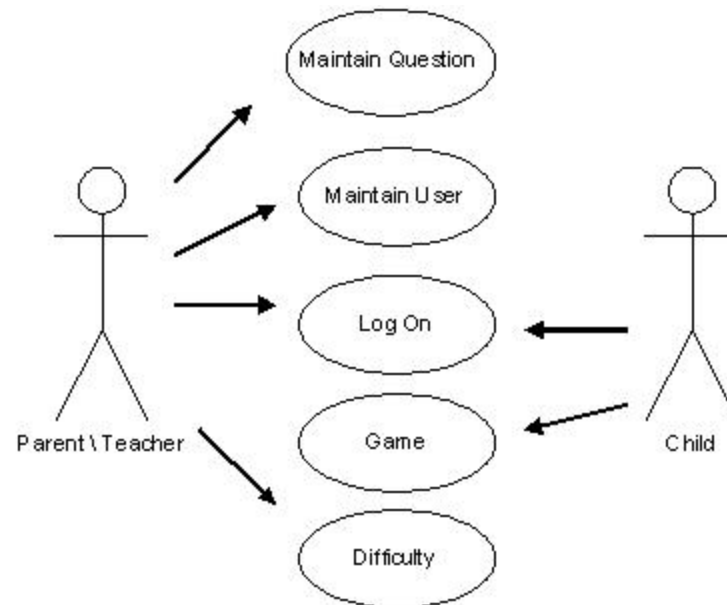 Maintain Question
Maintain User
Log On
Parent \ Teacher
Game
Child
Difficulty